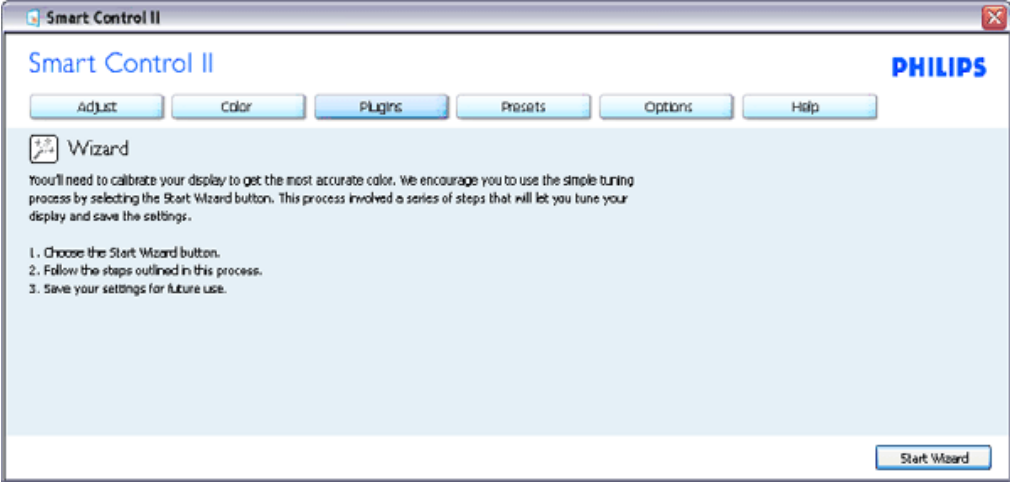 Smart Control II
Smart Control II
PHILIPS
Adjust Color Plugins Presets Options Help
Wizard
Yoou'll need to calibrate your display to get the most accurate color. We encourage you to use the simple tuning
process by selecting the Start Wizard button. This process involved a series of steps that will let you tune your
display and save the settings.
1. Choose the Start Wizard button.
2. Follow the steps outlined in this process.
3. Save your settings for future use.
Start Wizard